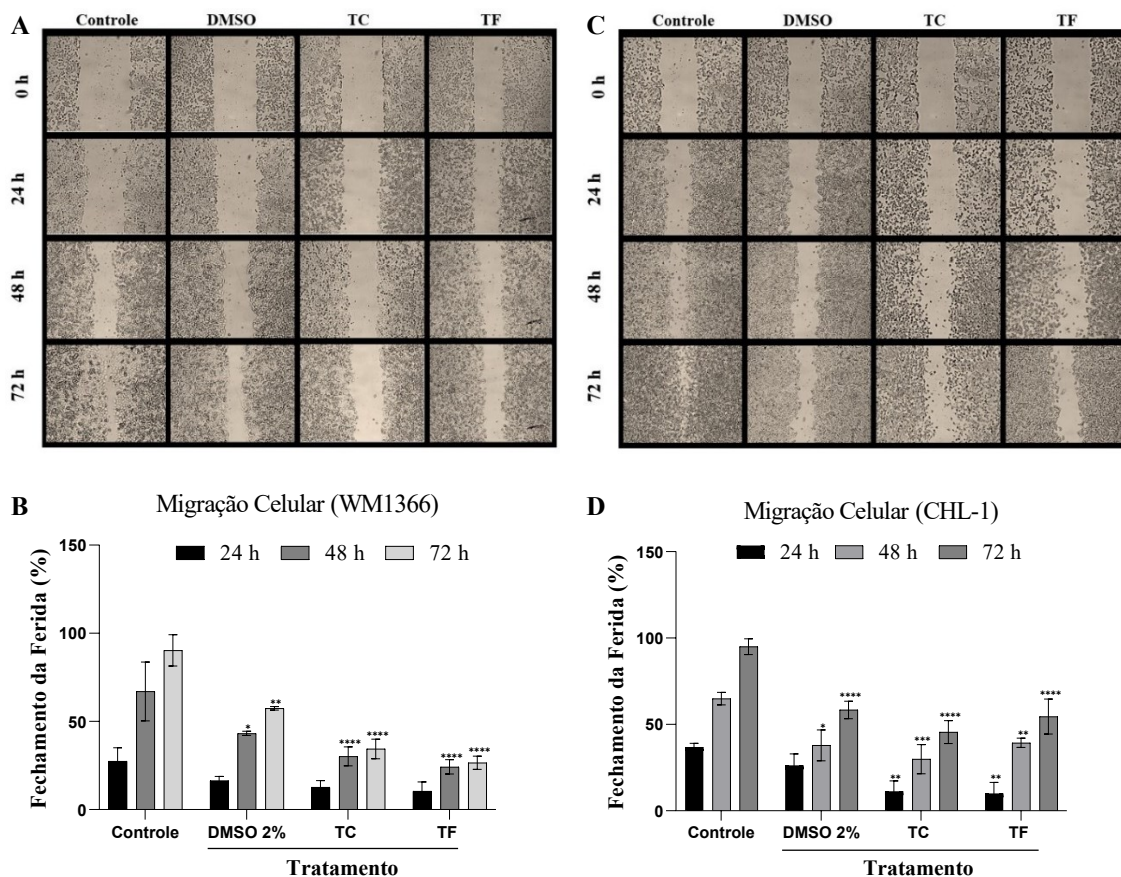 A
Controle DMSO TC TF
0 h
24 h
48 h
72 h
C
Controle DMSO TC TF
0 h
24 h
48 h
72 h
B
Migração Celular (WM1366)
24 h 48 h 72 h
Fechamento da Ferida (%)
150
100
50
0
* ** **** **** **** ****
Controle DMSO 2% TC TF
Tratamento
D
Migração Celular (CHL-1)
24 h 48 h 72 h
Fechamento da Ferida (%)
150
100
50
0
* **** ** *** **** ** ** ****
Controle DMSO 2% TC TF
Tratamento